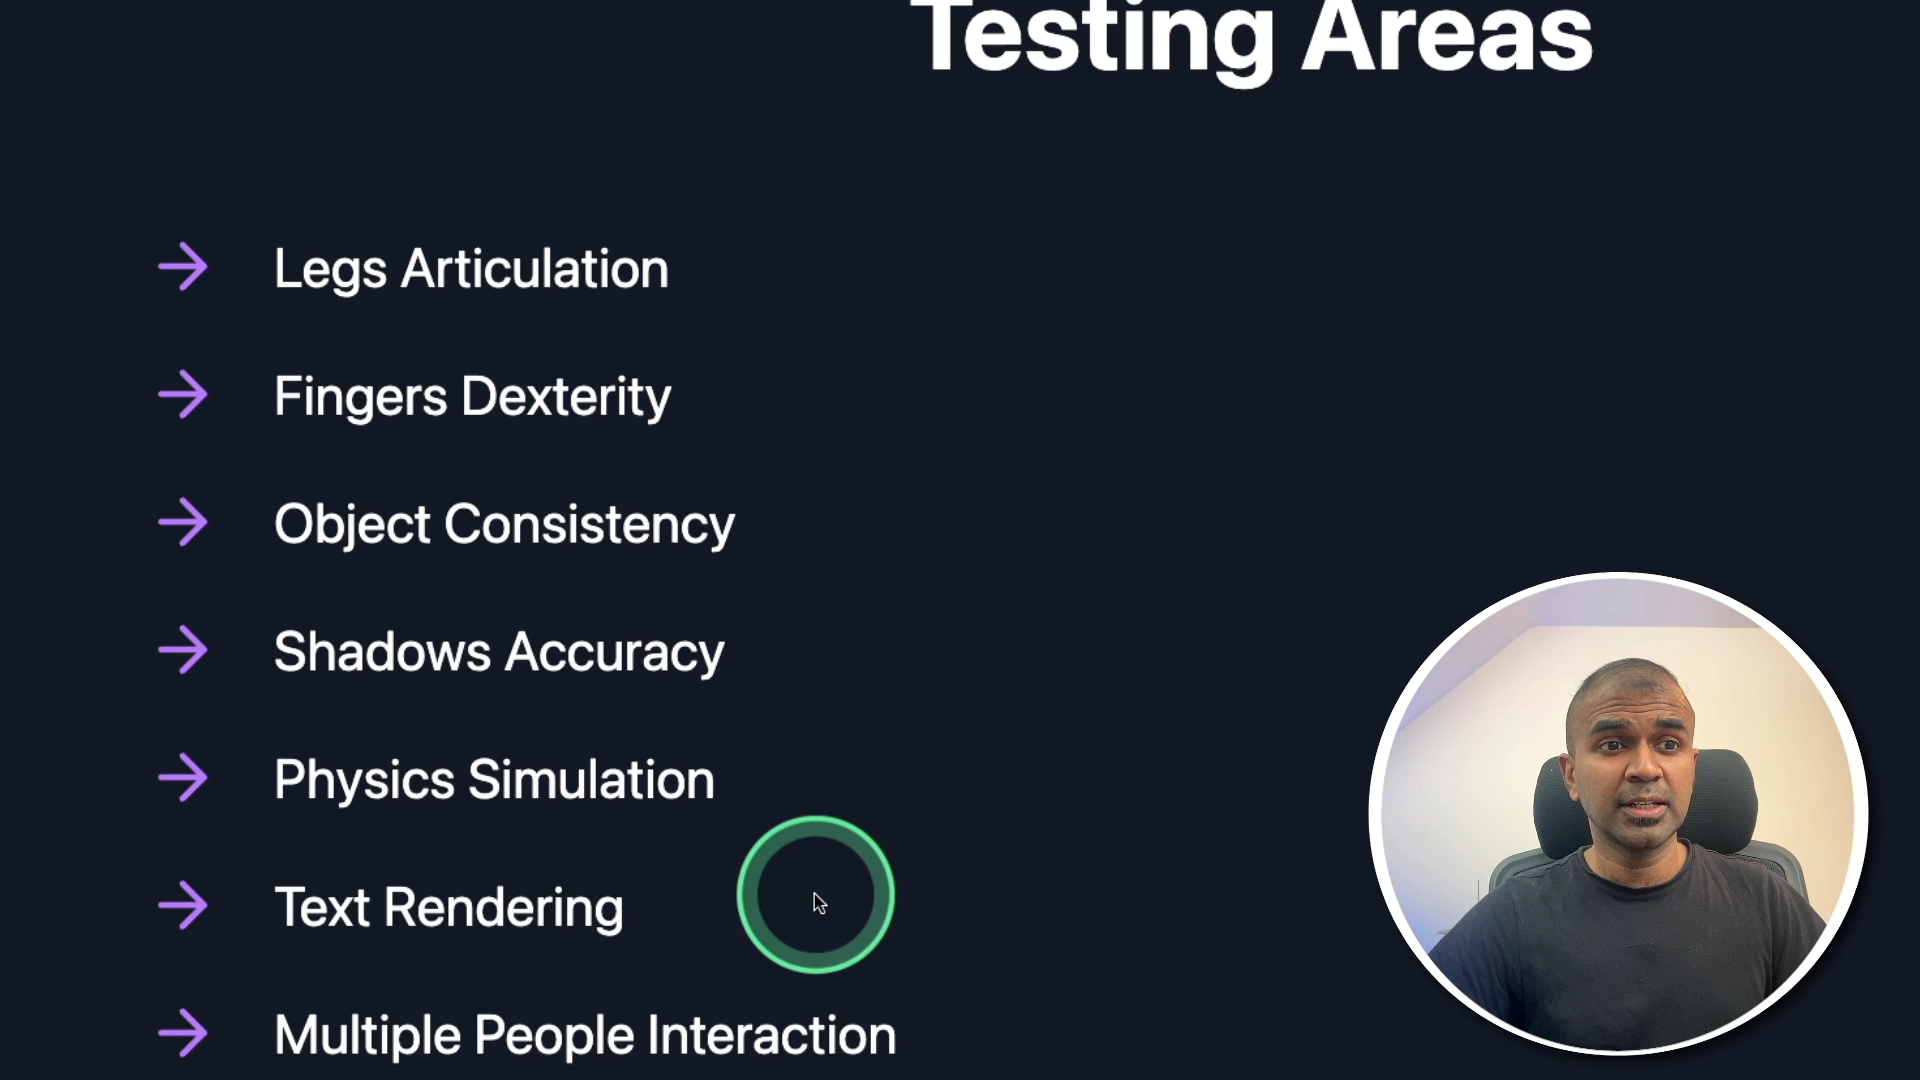 Testing Areas
Legs Articulation
Fingers Dexterity
Object Consistency
Shadows Accuracy
Physics Simulation
Text Rendering
Multiple People Interaction